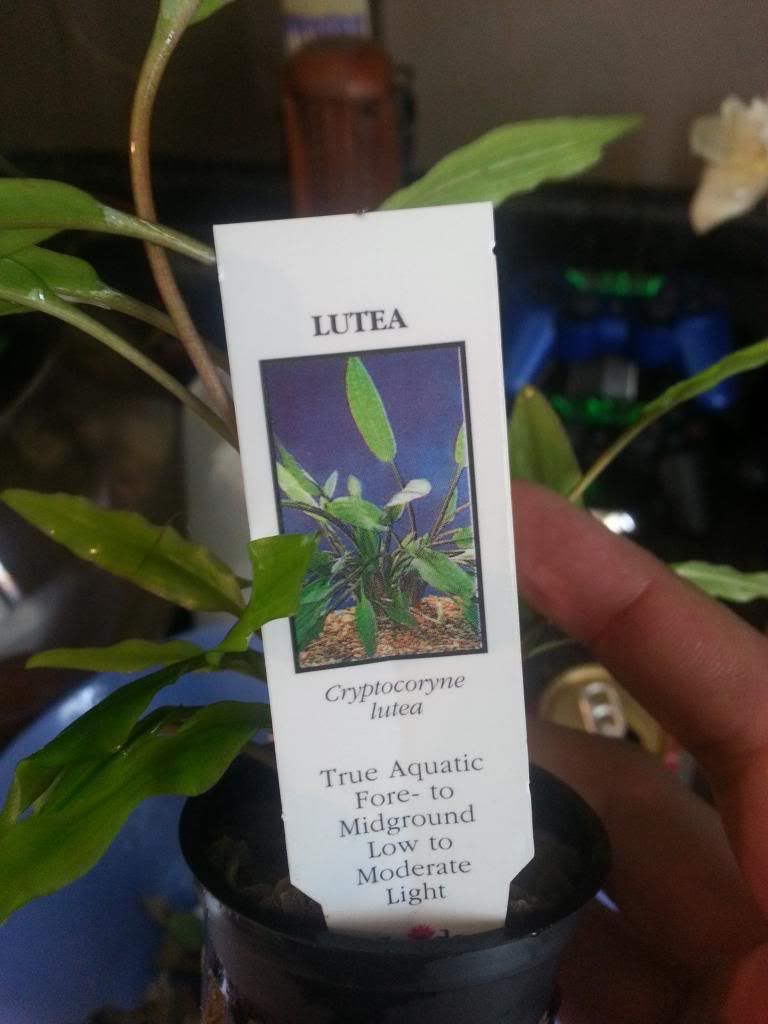 LUTEA
Cryptocoryne
lutea
True Aquatic
Fore- to
Midground
Low to
Moderate
Light